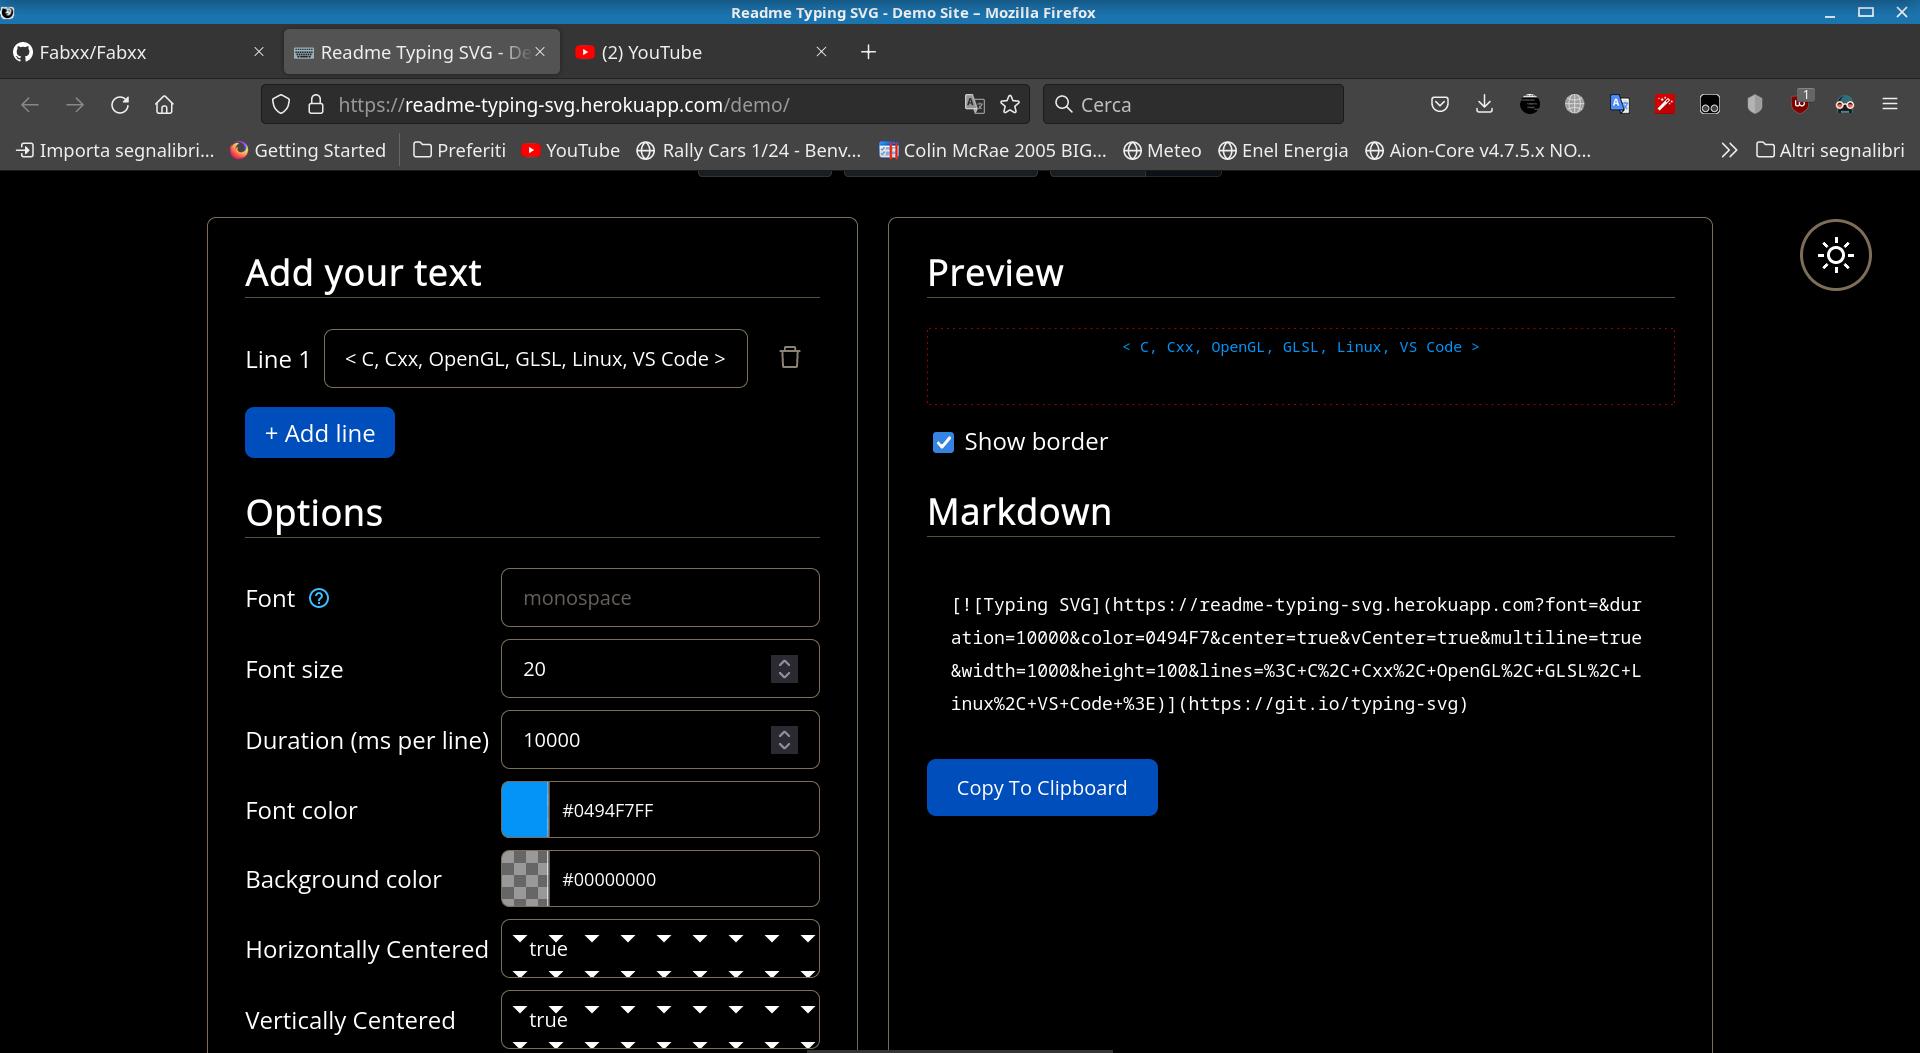 Readme Typing SVG - Demo Site – Mozilla Firefox
Fabxx/Fabxx
Readme Typing SVG - De
(2) YouTube
https://readme-typing-svg.herokuapp.com/demo/
Cerca
1
Importa segnalibri...
Getting Started
Preferiti
YouTube
Rally Cars 1/24 - Benv...
Colin McRae 2005 BIG...
Meteo
Enel Energia
Aion-Core v4.7.5.x NO...
Altri segnalibri
Add your text
Line 1
< C, Cxx, OpenGL, GLSL, Linux, VS Code >
+ Add line
Options
Font
monospace
Font size
20
Duration (ms per line)
10000
Font color
#0494F7FF
Background color
#00000000
Horizontally Centered
true
Vertically Centered
true
Preview
< C, Cxx, OpenGL, GLSL, Linux, VS Code >
Show border
Markdown
[![Typing SVG](https://readme-typing-svg.herokuapp.com?font=&dur
ation=10000&color=0494F7&center=true&vCenter=true&multiline=true
&width=1000&height=100&lines=%3C+C%2C+Cxx%2C+OpenGL%2C+GLSL%2C+L
inux%2C+VS+Code+%3E)](https://git.io/typing-svg)
Copy To Clipboard